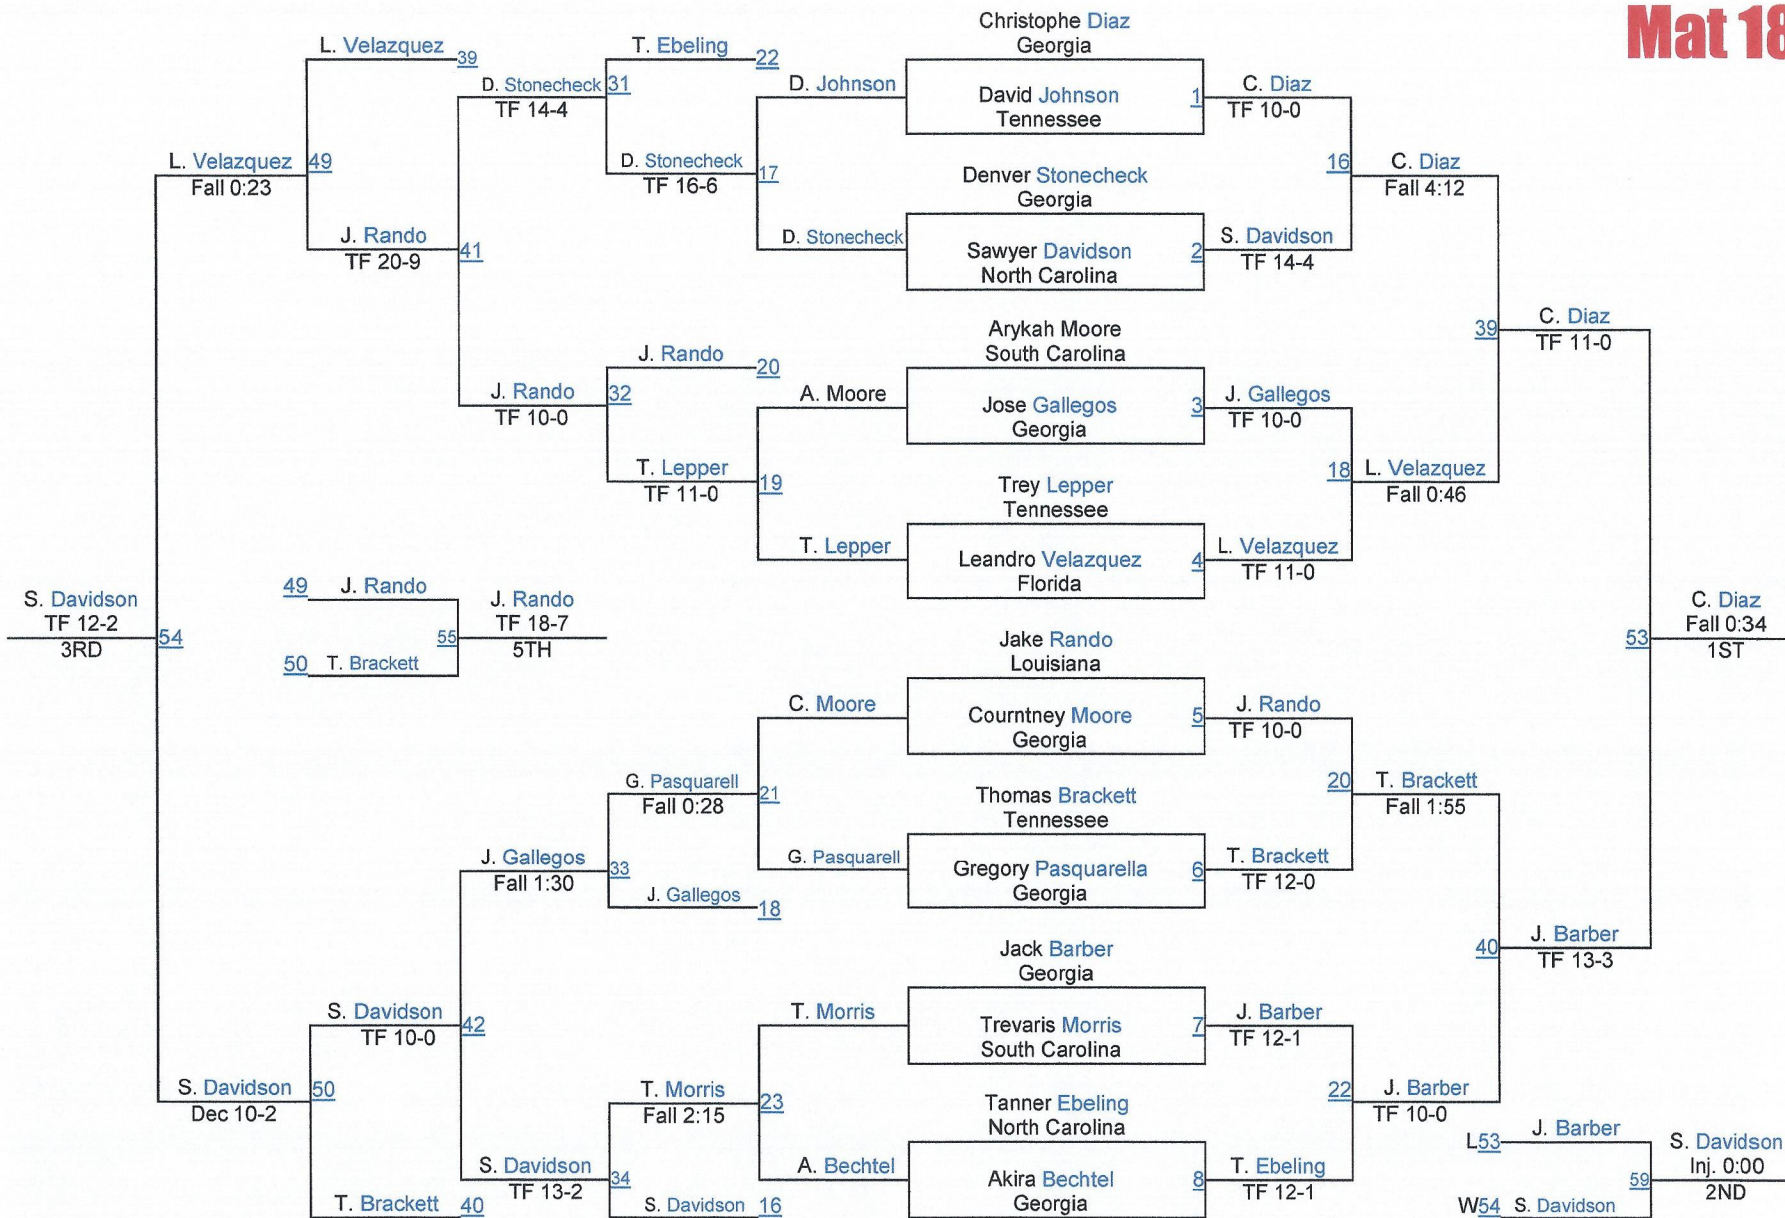 Mat 18
Christophe Diaz
Georgia
L. Velazquez
39
T. Ebeling
22
D. Stonecheck
31
TF 14-4
D. Johnson
David Johnson
1
Tennessee
C. Diaz
TF 10-0
L. Velazquez
49
Fall 0:23
D. Stonecheck
17
TF 16-6
Denver Stonecheck
Georgia
16
C. Diaz
Fall 4:12
J. Rando
41
TF 20-9
D. Stonecheck
Sawyer Davidson
2
North Carolina
S. Davidson
TF 14-4
Arykah Moore
South Carolina
39
C. Diaz
TF 11-0
J. Rando
20
J. Rando
32
TF 10-0
A. Moore
Jose Gallegos
3
Georgia
J. Gallegos
TF 10-0
T. Lepper
19
TF 11-0
Trey Lepper
Tennessee
18
L. Velazquez
Fall 0:46
T. Lepper
Leandro Velazquez
4
Florida
L. Velazquez
TF 11-0
S. Davidson
TF 12-2
54
3RD
49
J. Rando
50
T. Brackett
55
J. Rando
TF 18-7
5TH
Jake Rando
Louisiana
53
C. Diaz
Fall 0:34
1ST
C. Moore
Courntney Moore
5
Georgia
J. Rando
TF 10-0
G. Pasquarell
21
Fall 0:28
Thomas Brackett
Tennessee
20
T. Brackett
Fall 1:55
J. Gallegos
33
Fall 1:30
G. Pasquarell
Gregory Pasquarella
6
Georgia
T. Brackett
TF 12-0
J. Gallegos
18
Jack Barber
Georgia
40
J. Barber
TF 13-3
S. Davidson
42
TF 10-0
T. Morris
Trevaris Morris
7
South Carolina
J. Barber
TF 12-1
S. Davidson
50
Dec 10-2
T. Morris
23
Fall 2:15
Tanner Ebeling
North Carolina
22
J. Barber
TF 10-0
S. Davidson
34
TF 13-2
A. Bechtel
Akira Bechtel
8
Georgia
T. Ebeling
TF 12-1
T. Brackett
40
S. Davidson
16
L53
J. Barber
W54
S. Davidson
59
S. Davidson
Inj. 0:00
2ND